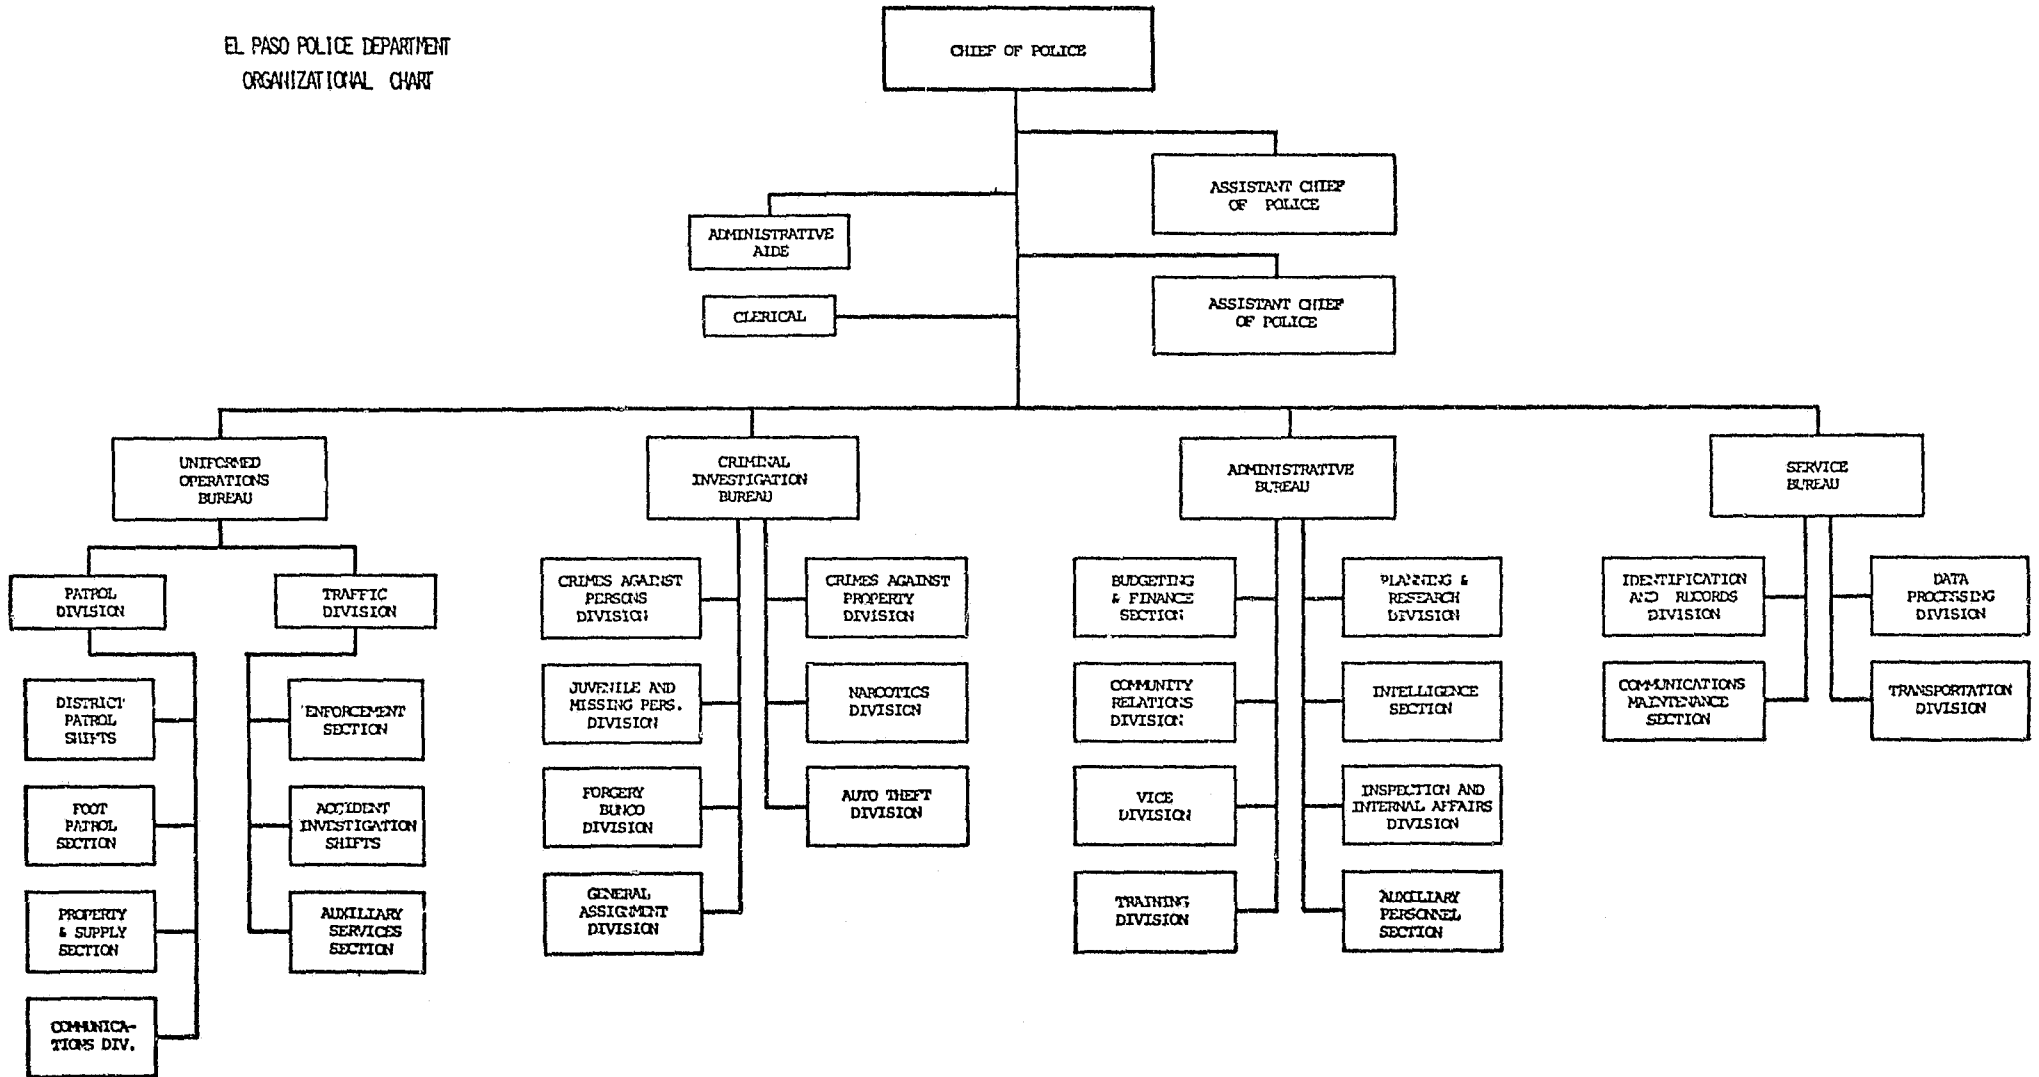 EL PASO POLICE DEPARTMENT
ORGANIZATIONAL CHART
CHIEF OF POLICE
ASSISTANT CHIEF
OF POLICE
ADMINISTRATIVE
AIDE
ASSISTANT CHIEF
OF POLICE
CLERICAL
UNIFORMED
OPERATIONS
BUREAU
CRIMINAL
INVESTIGATION
BUREAU
ADMINISTRATIVE
BUREAU
SERVICE
BUREAU
PATROL
DIVISION
TRAFFIC
DIVISION
DISTRICT
PATROL
SHIFTS
ENFORCEMENT
SECTION
FOOT
PATROL
SECTION
ACCIDENT
INVESTIGATION
SHIFTS
PROPERTY
& SUPPLY
SECTION
AUXILIARY
SERVICES
SECTION
COMMUNICA-
TIONS DIV.
CRIMES AGAINST
PERSONS
DIVISION
CRIMES AGAINST
PROPERTY
DIVISION
JUVENILE AND
MISSING PERS.
DIVISION
NARCOTICS
DIVISION
FORGERY
BUNCO
DIVISION
AUTO THEFT
DIVISION
GENERAL
ASSIGNMENT
DIVISION
BUDGETING
& FINANCE
SECTION
PLANNING &
RESEARCH
DIVISION
COMMUNITY
RELATIONS
DIVISION
INTELLIGENCE
SECTION
VICE
DIVISION
INSPECTION AND
INTERNAL AFFAIRS
DIVISION
TRAINING
DIVISION
AUXILIARY
PERSONNEL
SECTION
IDENTIFICATION
AND RECORDS
DIVISION
DATA
PROCESSING
DIVISION
COMMUNICATIONS
MAINTENANCE
SECTION
TRANSPORTATION
DIVISION